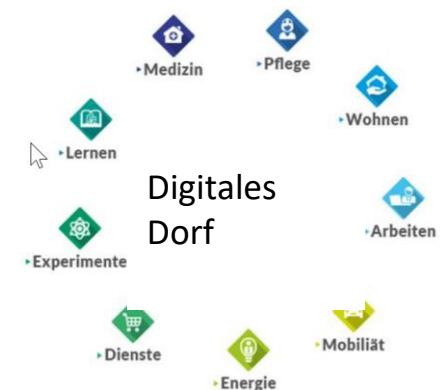 Medizin
Pflege
Wohnen
Lernen
Digitales
Dorf
Arbeiten
Experimente
Dienste
Mobiliät
Energie